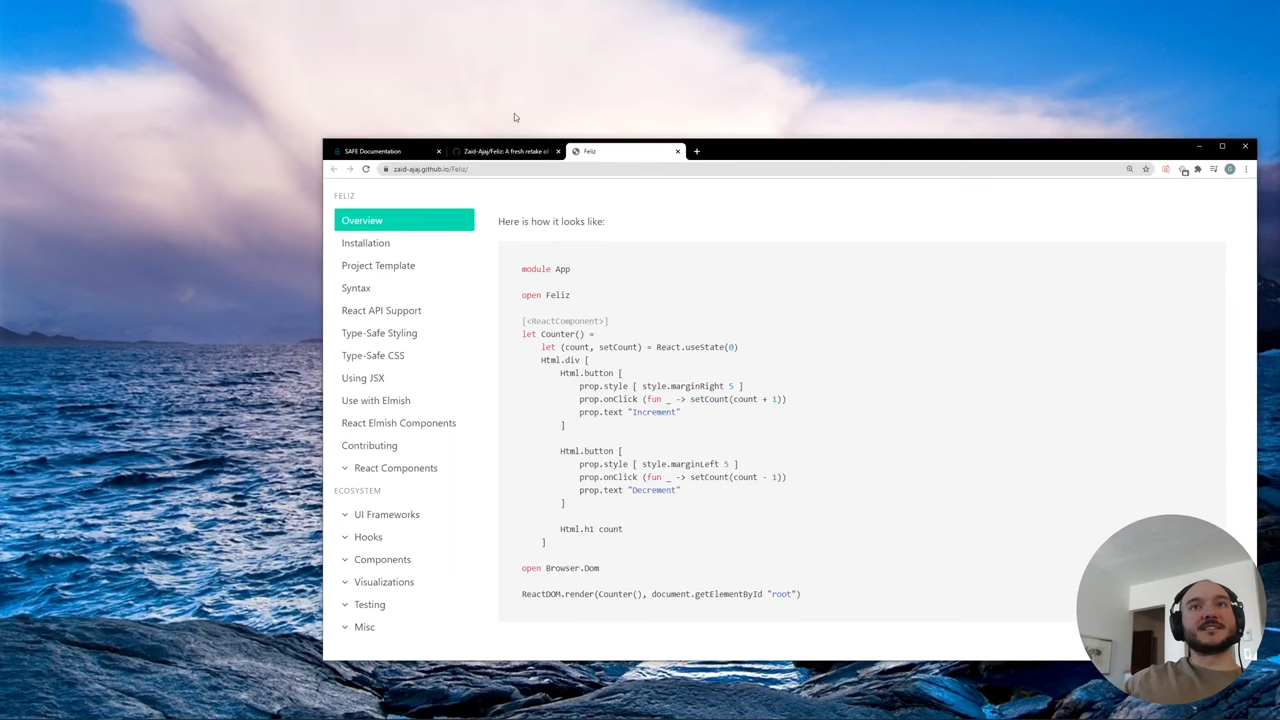 SAFE Documentation
Zaid-Ajaj/Feliz: A fresh retake of
Feliz
zaid-ajaj.github.io/Feliz/
FELIZ
Overview
Installation
Project Template
Syntax
React API Support
Type-Safe Styling
Type-Safe CSS
Using JSX
Use with Elmish
React Elmish Components
Contributing
React Components
ECOSYSTEM
UI Frameworks
Hooks
Components
Visualizations
Testing
Misc
Here is how it looks like:
module App
open Feliz
[<ReactComponent>]
let Counter() =
    let (count, setCount) = React.useState(0)
    Html.div [
        Html.button [
            prop.style [ style.marginRight 5 ]
            prop.onClick (fun _ -> setCount(count + 1))
            prop.text "Increment"
        ]
        Html.button [
            prop.style [ style.marginLeft 5 ]
            prop.onClick (fun _ -> setCount(count - 1))
            prop.text "Decrement"
        ]
        Html.h1 count
    ]
open Browser.Dom
ReactDOM.render(Counter(), document.getElementById "root")